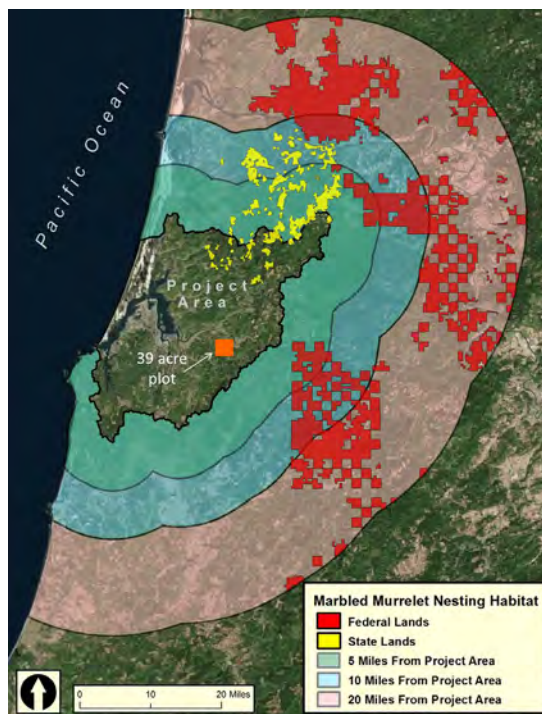 Pacific Ocean
Project
Area
39 acre
plot
Marbled Murrelet Nesting Habitat
Federal Lands
State Lands
5 Miles From Project Area
10 Miles From Project Area
20 Miles From Project Area
0 10 20
Miles